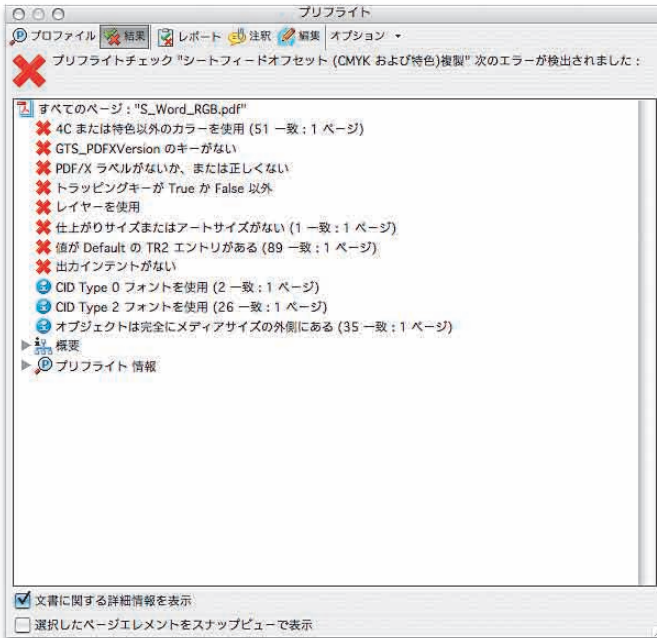 プリフライト
プロファイル 結果 レポート 注釈 編集 オプション
プリフライトチェック "シートフィードオフセット (CMYK および特色)複製" 次のエラーが検出されました：
すべてのページ："S_Word_RGB.pdf"
4C または特色以外のカラーを使用 (51 一致：1 ページ)
GTS_PDFXVersion のキーがない
PDF/X ラベルがないか、または正しくない
トラッピングキーが True か False 以外
レイヤーを使用
仕上がりサイズまたはアートサイズがない (1 一致：1 ページ)
値が Default の TR2 エントリがある (89 一致：1 ページ)
出力インテントがない
CID Type 0 フォントを使用 (2 一致：1 ページ)
CID Type 2 フォントを使用 (26 一致：1 ページ)
オブジェクトは完全にメディアサイズの外側にある (35 一致：1 ページ)
概要
プリフライト 情報
文書に関する詳細情報を表示
選択したページエレメントをスナップビューで表示